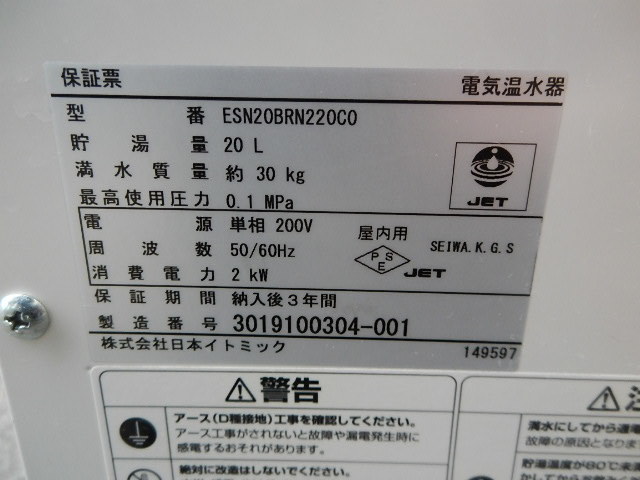 保証票 電気温水器
型番 ESN20BRN220C0
貯湯量 20 L
満水質量 約 30 kg
最高使用圧力 0.1 MPa
JET
電源 単相 200V 屋内用
周波数 50/60Hz SEIWA.K.G.S
PSE JET
消費電力 2 kW
保証期間 納入後3年間
製造番号 3019100304-001
株式会社日本イトミック 149597
警告
アース(D種接地)工事を確認してください。
アース工事がされないと故障や漏電発生時に
感電するおそれがあります。
絶対に改造はしないでください。
満水にしてから通電
故障の原因となりま
貯湯温度が80℃未満